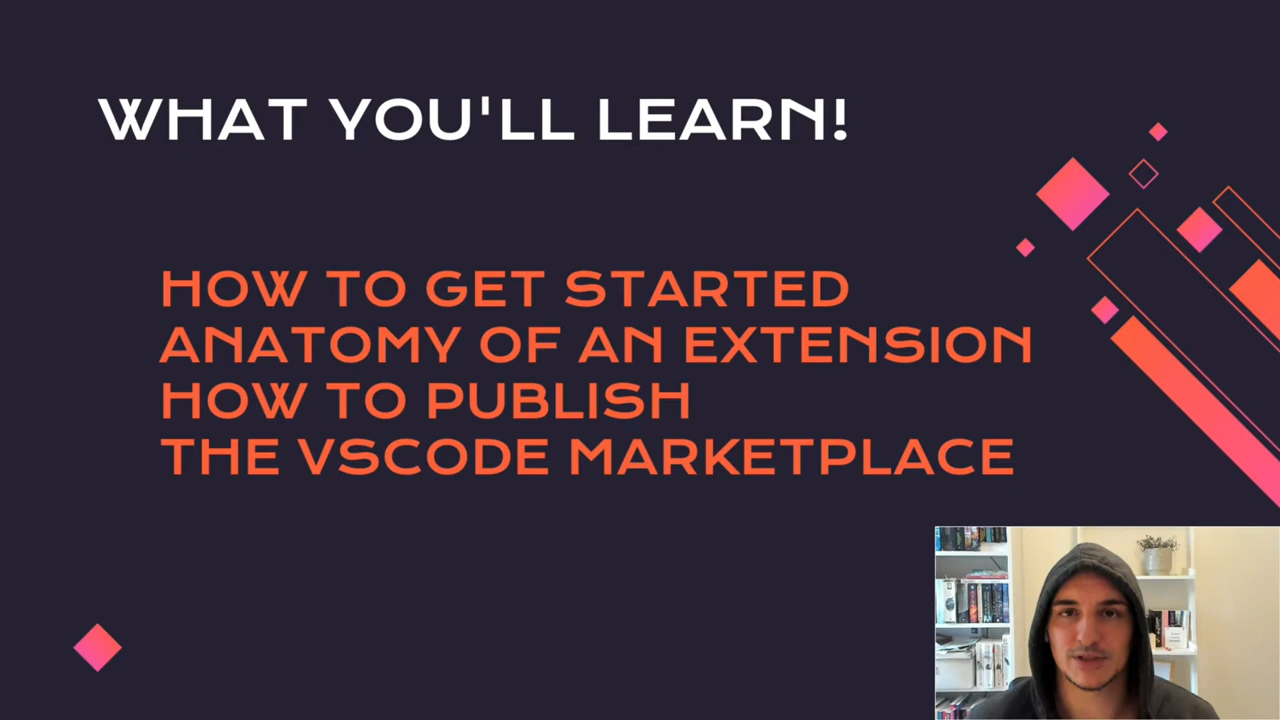 WHAT YOU'LL LEARN!
HOW TO GET STARTED
ANATOMY OF AN EXTENSION
HOW TO PUBLISH
THE VSCODE MARKETPLACE